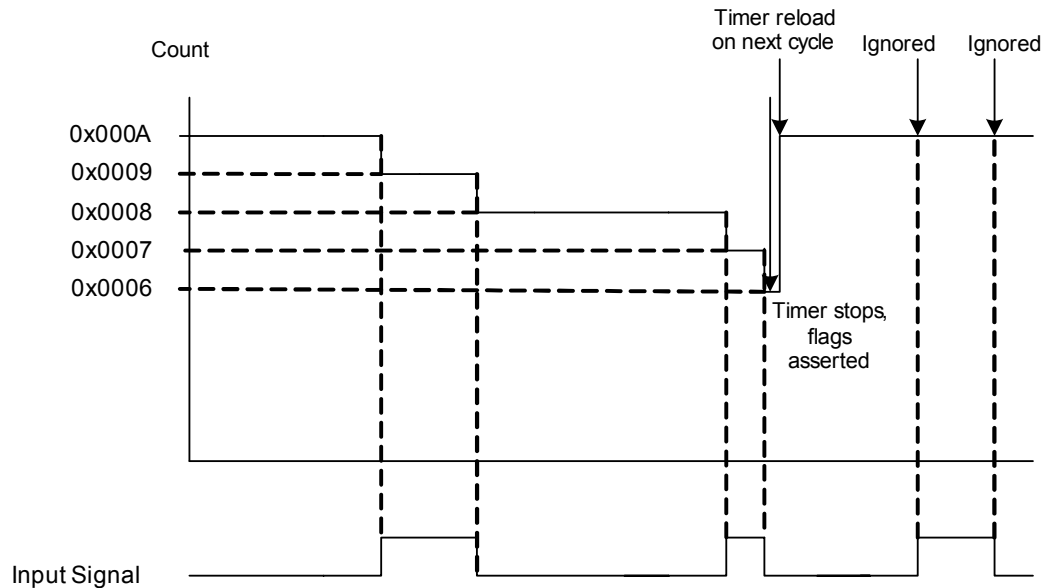 Timer reload
on next cycle
Ignored
Ignored
Count
0x000A
0x0009
0x0008
0x0007
0x0006
Timer stops,
flags
asserted
Input Signal